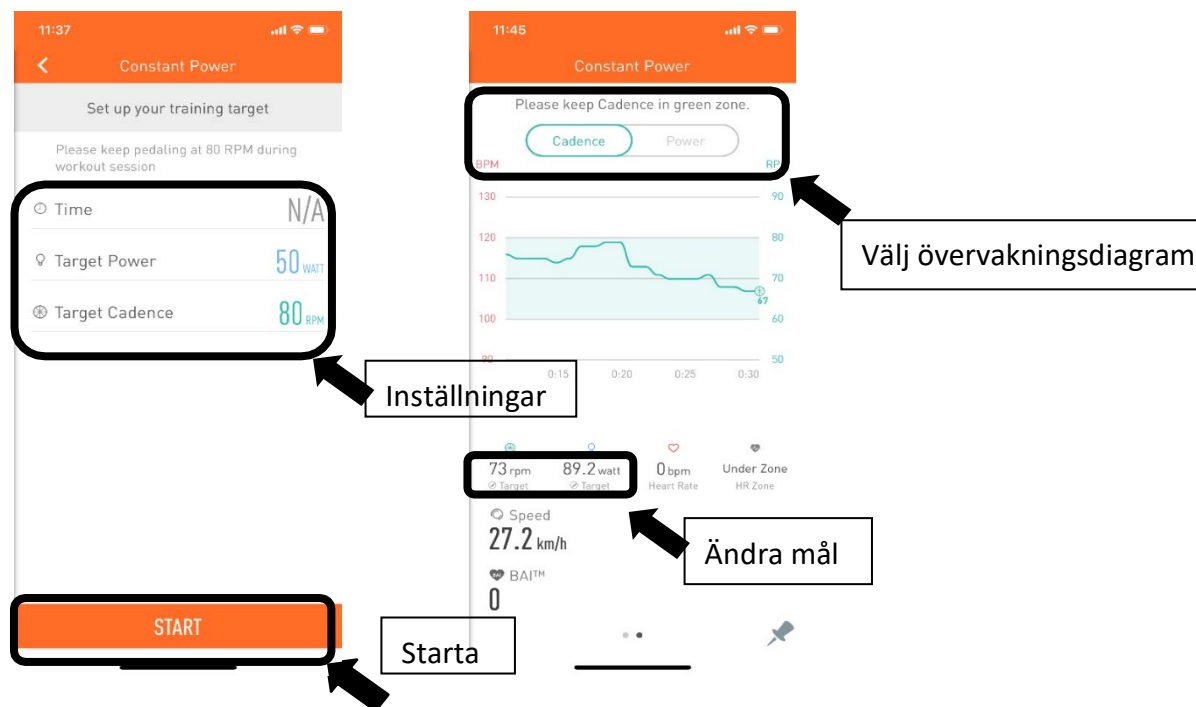 11:37
Constant Power
Set up your training target
Please keep pedaling at 80 RPM during
workout session
Time N/A
Target Power 50 WATT
Target Cadence 80 RPM
Inställningar
START
Starta
11:45
Constant Power
Please keep Cadence in green zone.
Cadence Power
BPM RP
Välj övervakningsdiagram
130 90
120 80
110 70
67
100 60
90 50
0:15 0:20 0:25 0:30
73 rpm 89.2 watt 0 bpm Under Zone
Target Target Heart Rate HR Zone
Ändra mål
Speed
27.2 km/h
BAI™
0